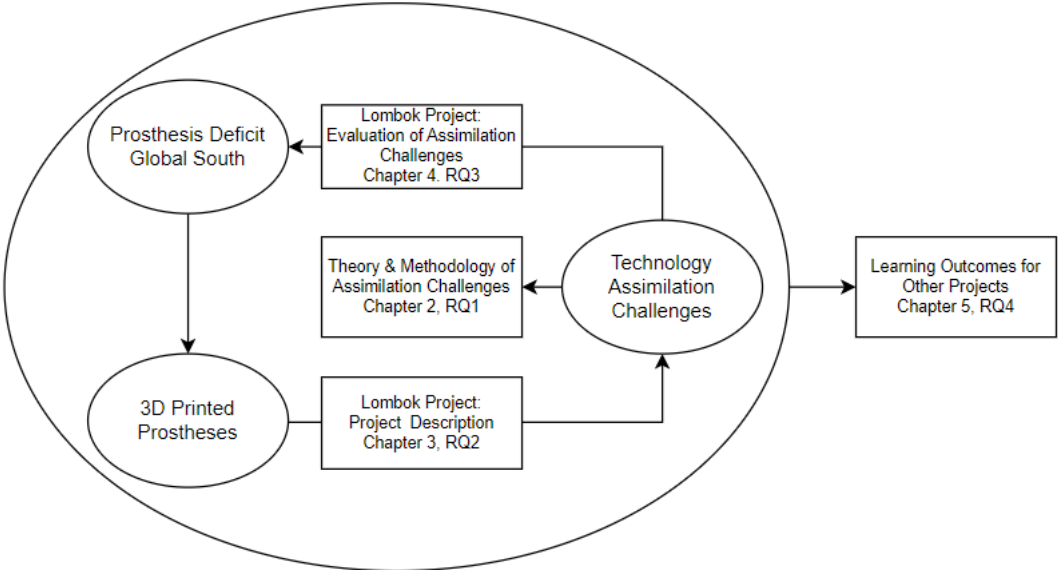 Prosthesis Deficit
Global South
Lombok Project:
Evaluation of Assimilation
Challenges
Chapter 4. RQ3
Theory & Methodology of
Assimilation Challenges
Chapter 2, RQ1
Technology
Assimilation
Challenges
Learning Outcomes for
Other Projects
Chapter 5, RQ4
3D Printed
Prostheses
Lombok Project:
Project Description
Chapter 3, RQ2